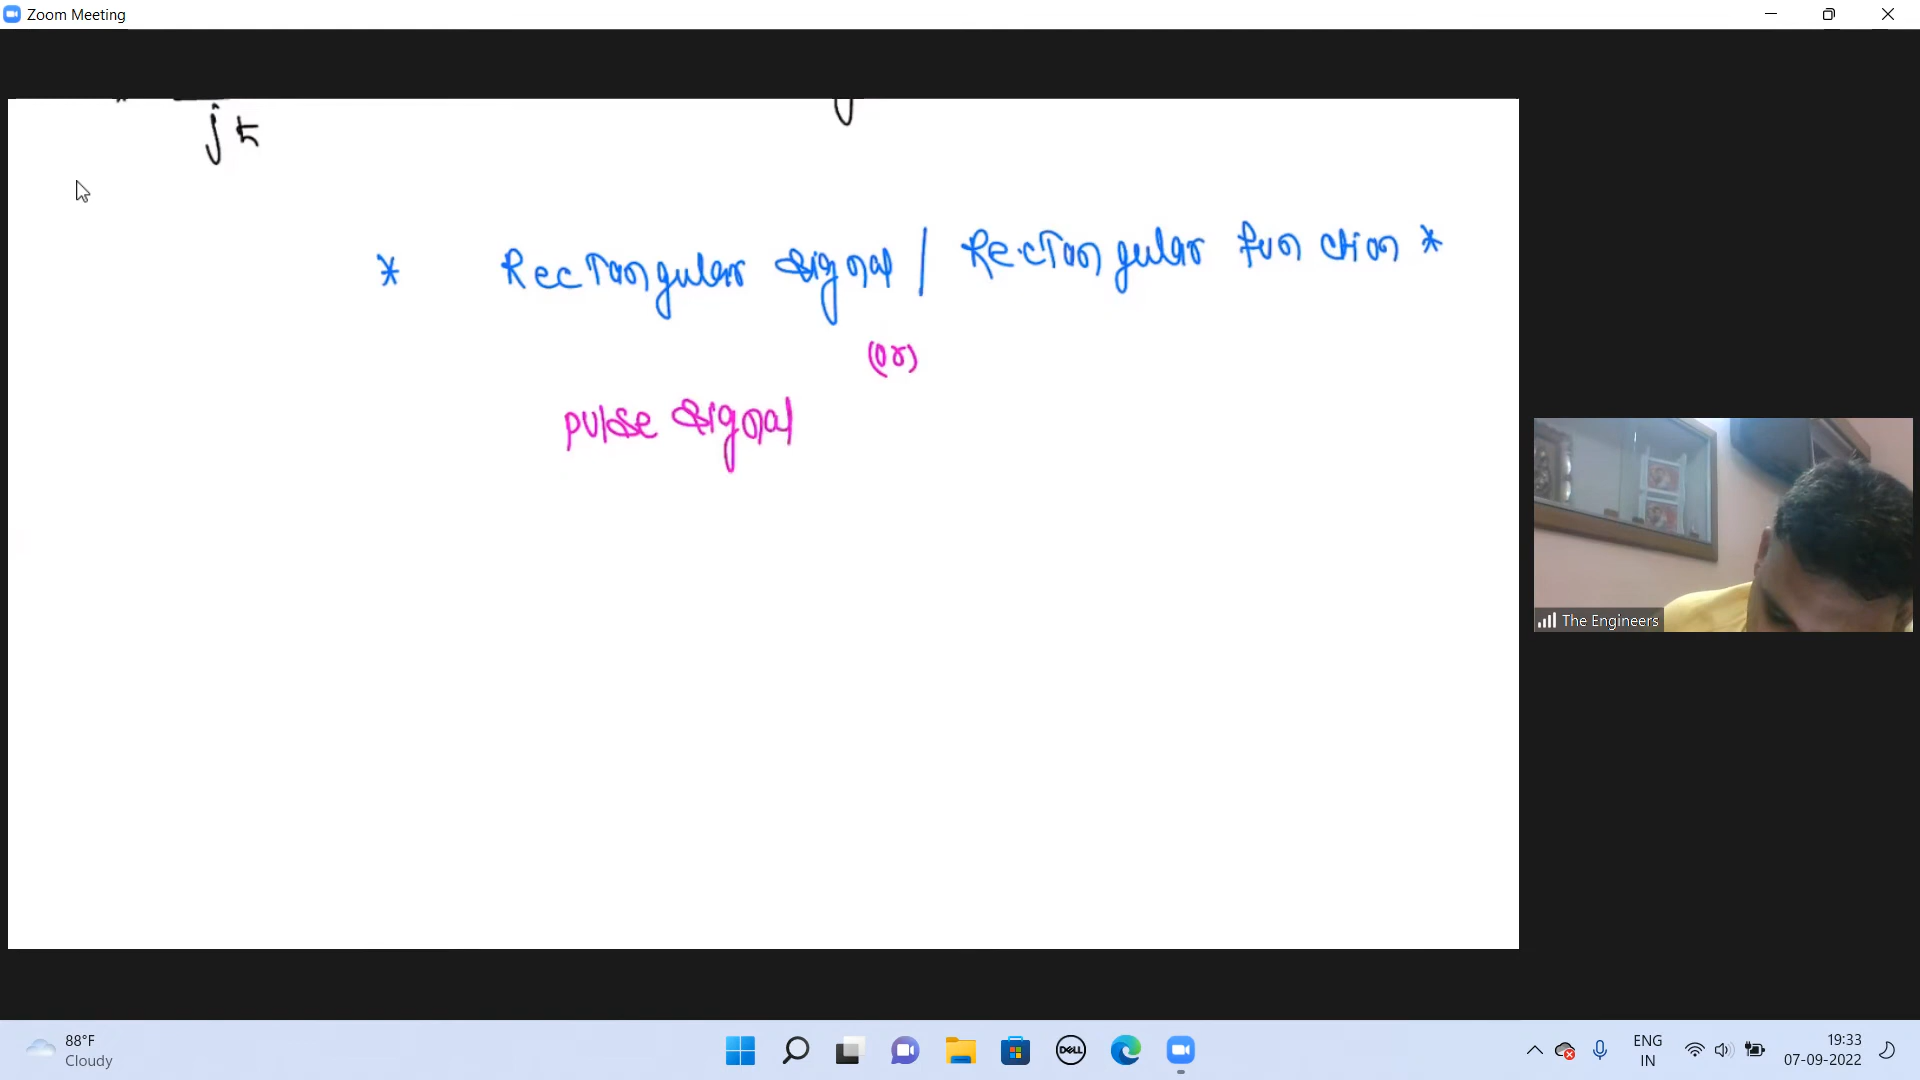 Zoom Meeting
* Rectangular signal / Rectangular function *
(or)
pulse signal
The Engineers
88°F
Cloudy
DELL
ENG
IN
19:33
07-09-2022